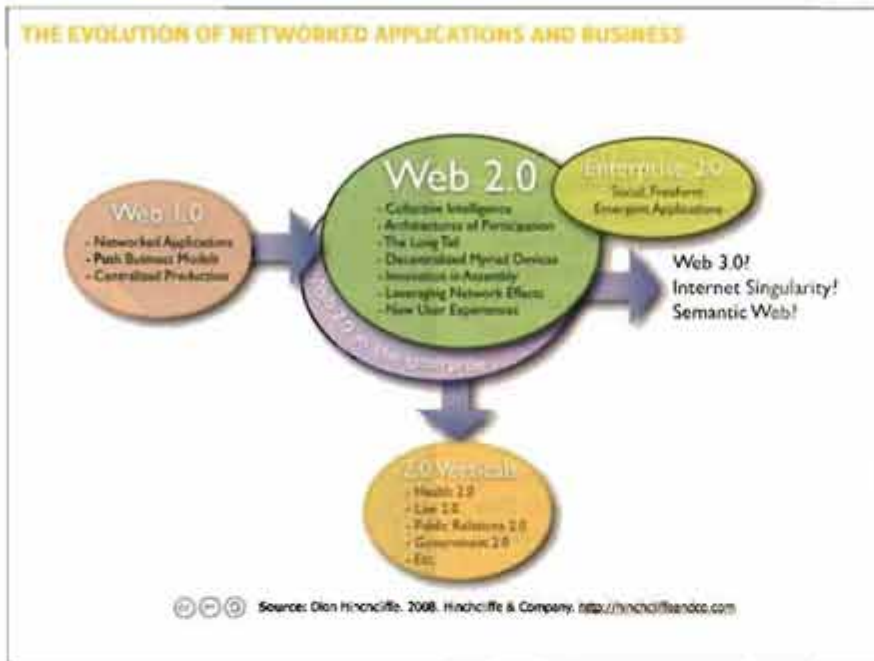 THE EVOLUTION OF NETWORKED APPLICATIONS AND BUSINESS
Web 1.0
- Networked Applications
- Push Business Models
- Centralized Production
Web 2.0
- Collective Intelligence
- Architectures of Participation
- The Long Tail
- Decentralized Myriad Devices
- Innovation in Assembly
- Leveraging Network Effects
- New User Experiences
Enterprise 2.0
Social, Freeform
Emergent Applications
Web 3.0?
Internet Singularity?
Semantic Web?
2.0 Verticals
- Health 2.0
- Law 2.0
- Public Relations 2.0
- Government 2.0
- Etc.
Source: Dion Hinchcliffe. 2008. Hinchcliffe & Company. http://hinchcliffeandco.com